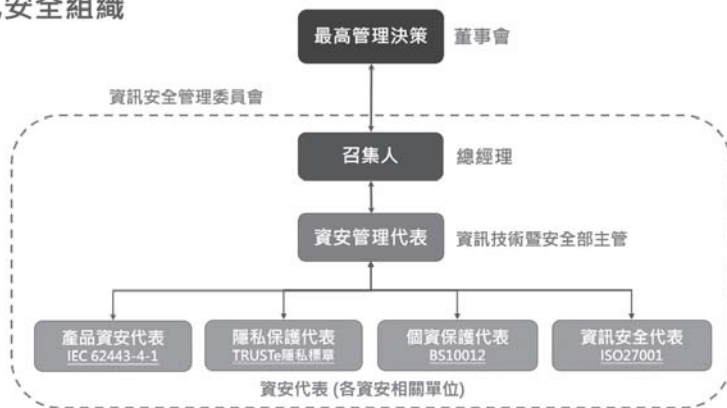 安全組織
最高管理決策 董事會
資訊安全管理委員會
召集人 總經理
資安管理代表 資訊技術暨安全部主管
產品資安代表 隱私保護代表 個資保護代表 資訊安全代表
IEC 62443-4-1 TRUSTe隱私標章 BS10012 ISO27001
資安代表 (各資安相關單位)